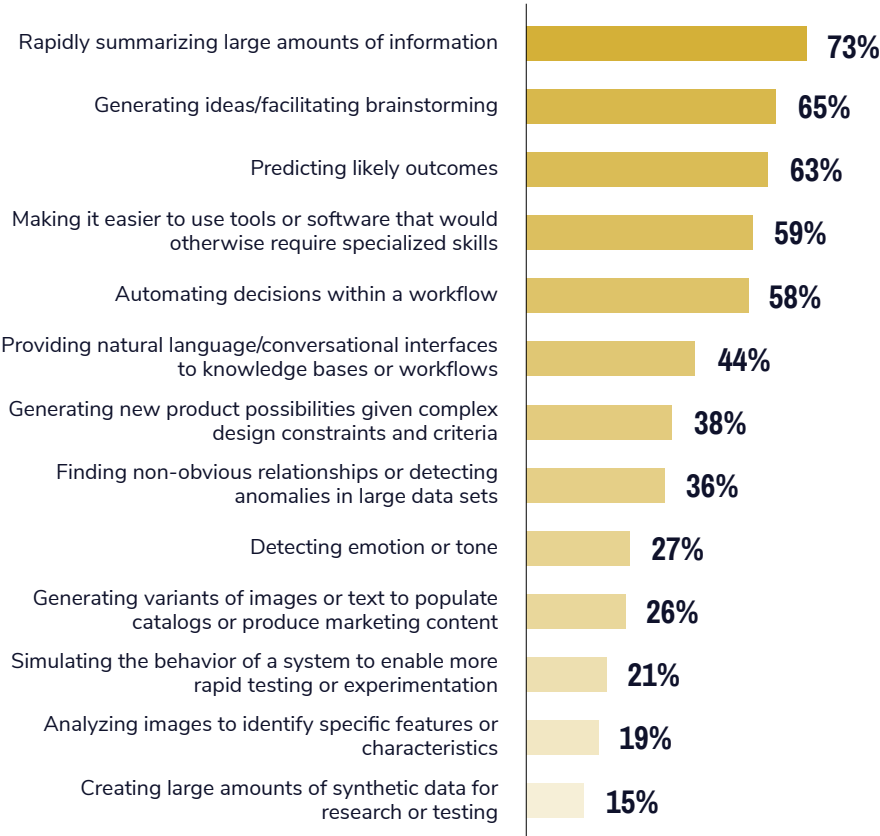 Rapidly summarizing large amounts of information
73%
Generating ideas/facilitating brainstorming
65%
Predicting likely outcomes
63%
Making it easier to use tools or software that would
otherwise require specialized skills
59%
Automating decisions within a workflow
58%
Providing natural language/conversational interfaces
to knowledge bases or workflows
44%
Generating new product possibilities given complex
design constraints and criteria
38%
Finding non-obvious relationships or detecting
anomalies in large data sets
36%
Detecting emotion or tone
27%
Generating variants of images or text to populate
catalogs or produce marketing content
26%
Simulating the behavior of a system to enable more
rapid testing or experimentation
21%
Analyzing images to identify specific features or
characteristics
19%
Creating large amounts of synthetic data for
research or testing
15%